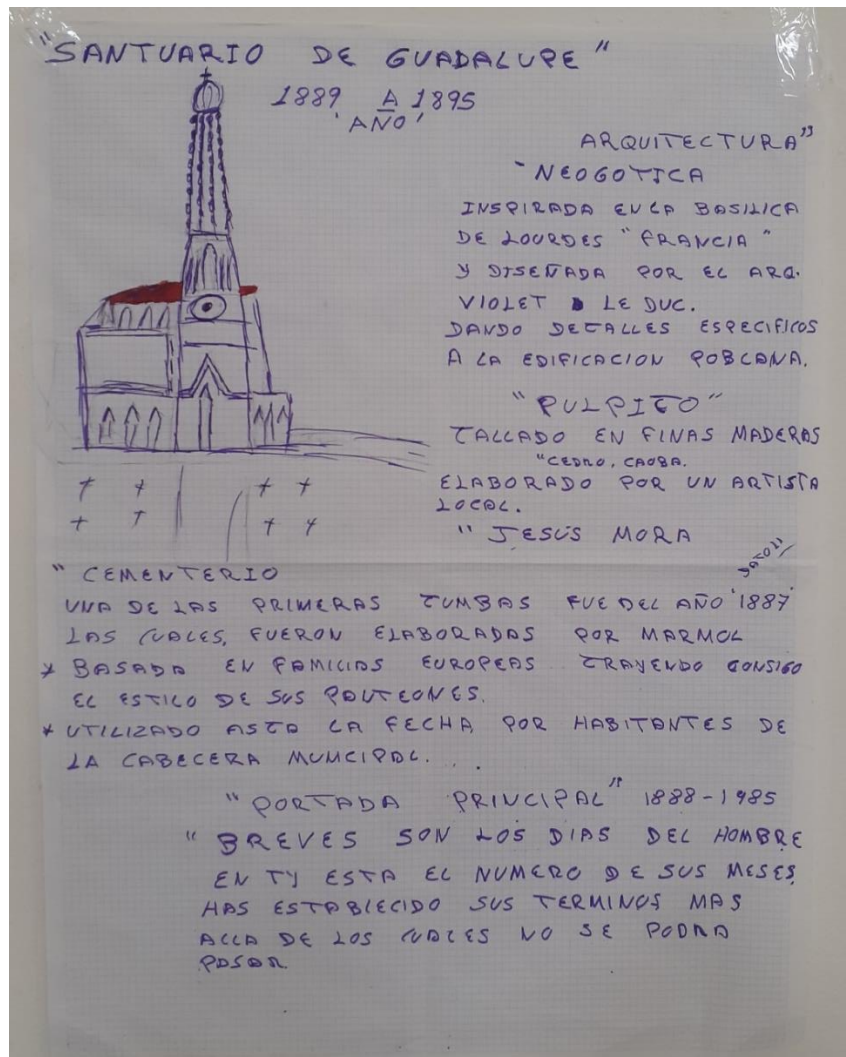 "SANTUARIO DE GUADALUPE"
1889 A 1895
'AÑO'
ARQUITECTURA"
"NEOGOTICA
INSPIRADA EN LA BASILICA
DE LOURDES "FRANCIA"
Y DISEÑADA POR EL ARQ.
VIOLET LE DUC.
DANDO DETALLES ESPECIFICOS
A LA EDIFICACION POBLANA.
"PULPITO"
TALLADO EN FINAS MADERAS
"CEDRO, CAOBA.
ELABORADO POR UN ARTISTA
LOCAL.
"JESÚS MORA
"CEMENTERIO
UNA DE LAS PRIMERAS TUMBAS FUE DEL AÑO '1887'
LAS CUALES, FUERON ELABORADAS POR MARMOL
* BASADA EN FAMILIAS EUROPEAS TRAYENDO CONSIGO
EL ESTILO DE SUS PANTEONES.
* UTILIZADO ASTA LA FECHA POR HABITANTES DE
LA CABECERA MUNICIPAL...
"PORTADA PRINCIPAL" 1888-1985
"BREVES SON LOS DIAS DEL HOMBRE
EN TY ESTA EL NUMERO DE SUS MESES
HAS ESTABLECIDO SUS TERMINOS MAS
ALLA DE LOS CUALES NO SE PODRA
PASAR.